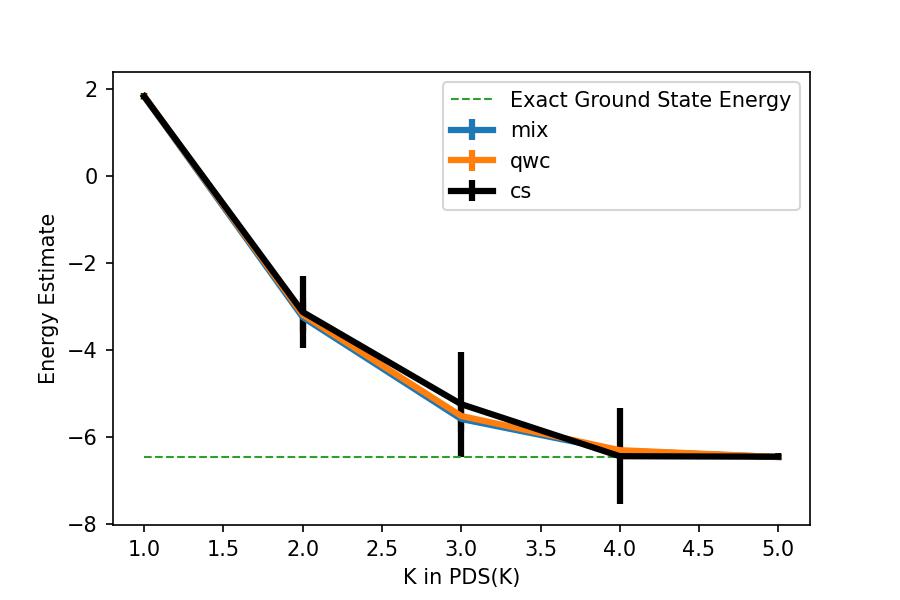 2
0
−2
−4
−6
−8
Energy Estimate
Exact Ground State Energy
mix
qwc
cs
1.0 1.5 2.0 2.5 3.0 3.5 4.0 4.5 5.0
K in PDS(K)